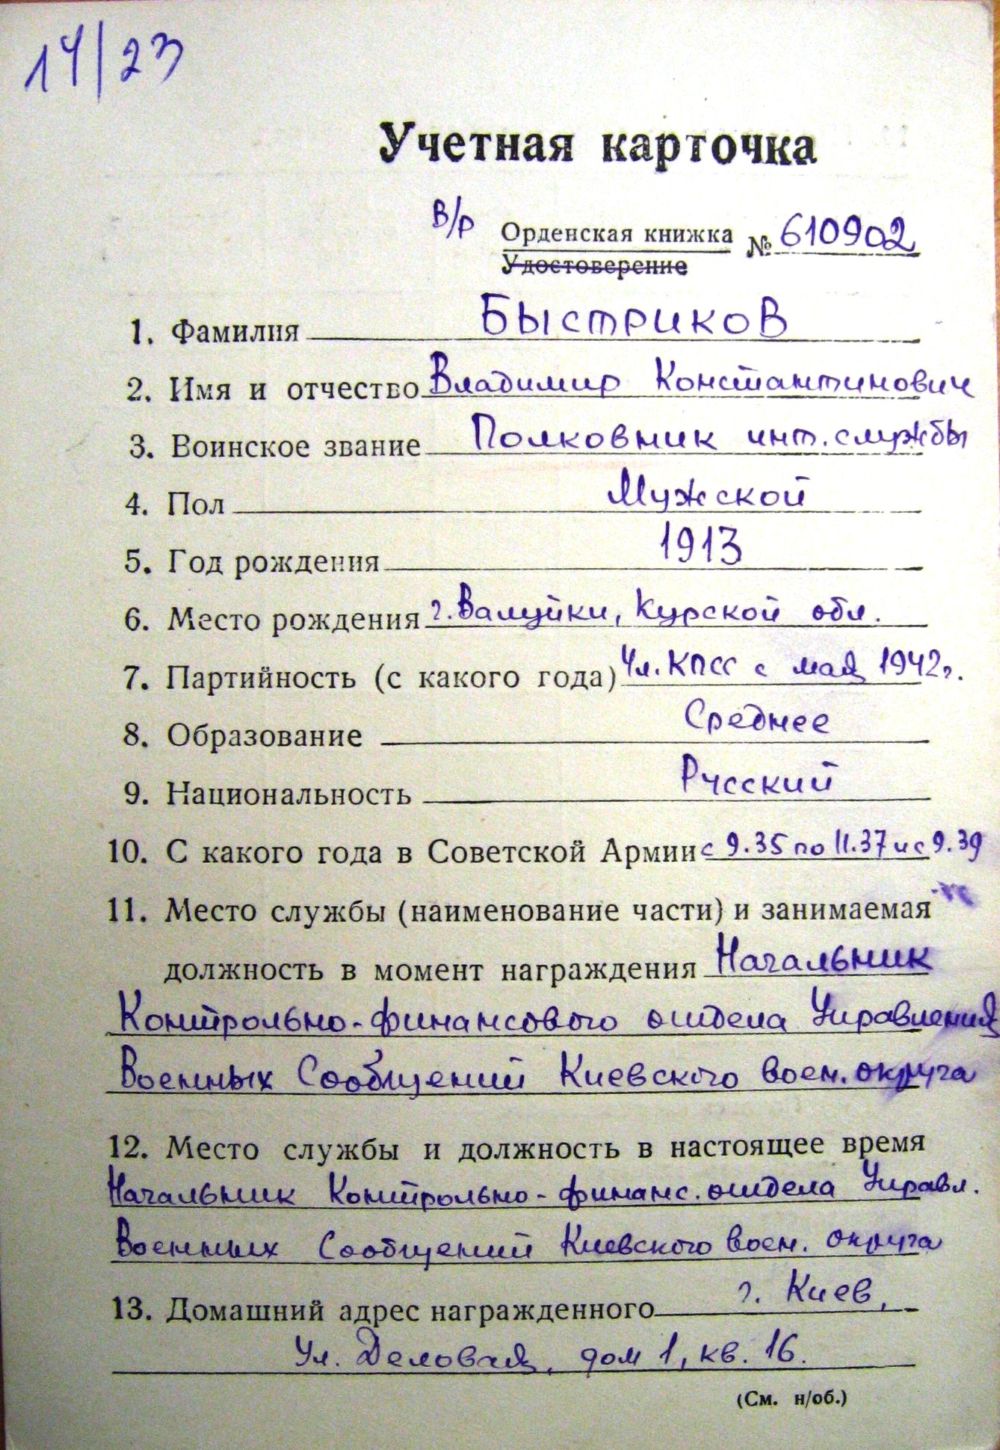 14/23
Учетная карточка
В/р Орденская книжка № 610902
Удостоверение
1. Фамилия Быстриков
2. Имя и отчество Владимир Константинович
3. Воинское звание Полковник инт. службы
4. Пол Мужской
5. Год рождения 1913
6. Место рождения г. Валуйки, Курской обл.
7. Партийность (с какого года) Чл. КПСС с мая 1942 г.
8. Образование Среднее
9. Национальность Русский
10. С какого года в Советской Армии с 9.35 по 11.37 и с 9.39
11. Место службы (наименование части) и занимаемая
должность в момент награждения Начальник
Контрольно-финансового отдела Управления
Военных Сообщений Киевского воен. округа
12. Место службы и должность в настоящее время
Начальник Контрольно-финанс. отдела Управл.
Военных Сообщений Киевского воен. округа
13. Домашний адрес награжденного г. Киев,
Ул. Деловая, дом 1, кв. 16.
(См. н/об.)